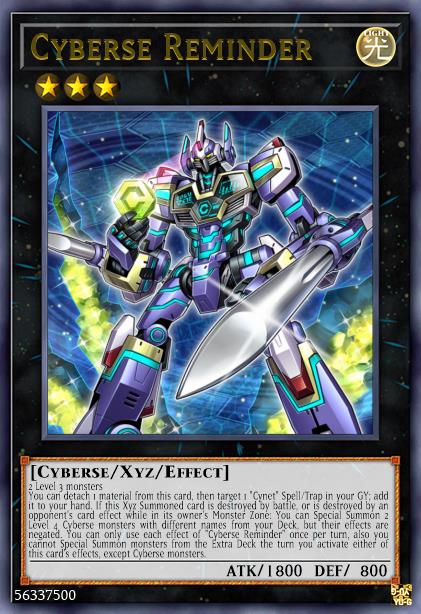 CYBERSE REMINDER
LIGHT
光
[CYBERSE/XYZ/EFFECT]
2 Level 3 monsters
You can detach 1 material from this card, then target 1 "Cynet" Spell/Trap in your GY; add
it to your hand. If this Xyz Summoned card is destroyed by battle, or is destroyed by an
opponent's card effect while in its owner's Monster Zone: You can Special Summon 2
Level 4 Cyberse monsters with different names from your Deck, but their effects are
negated. You can only use each effect of "Cyberse Reminder" once per turn, also you
cannot Special Summon monsters from the Extra Deck the turn you activate either of
this card's effects, except Cyberse monsters.
ATK/1800 DEF/ 800
56337500